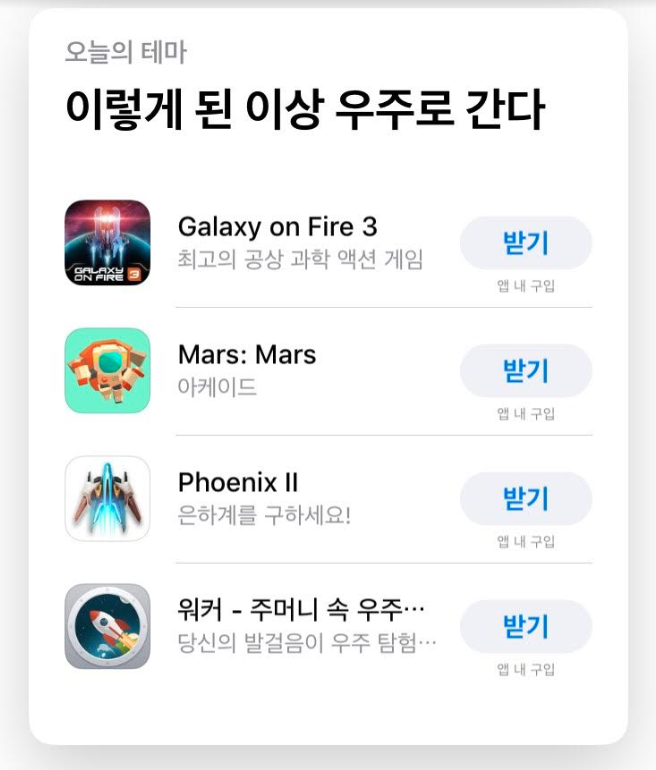 오늘의 테마
이렇게 된 이상 우주로 간다
GALAXY
ON FIRE 3
Galaxy on Fire 3
최고의 공상 과학 액션 게임
받기
앱 내 구입
Mars: Mars
아케이드
받기
앱 내 구입
Phoenix II
은하계를 구하세요!
받기
앱 내 구입
워커 - 주머니 속 우주…
당신의 발걸음이 우주 탐험…
받기
앱 내 구입